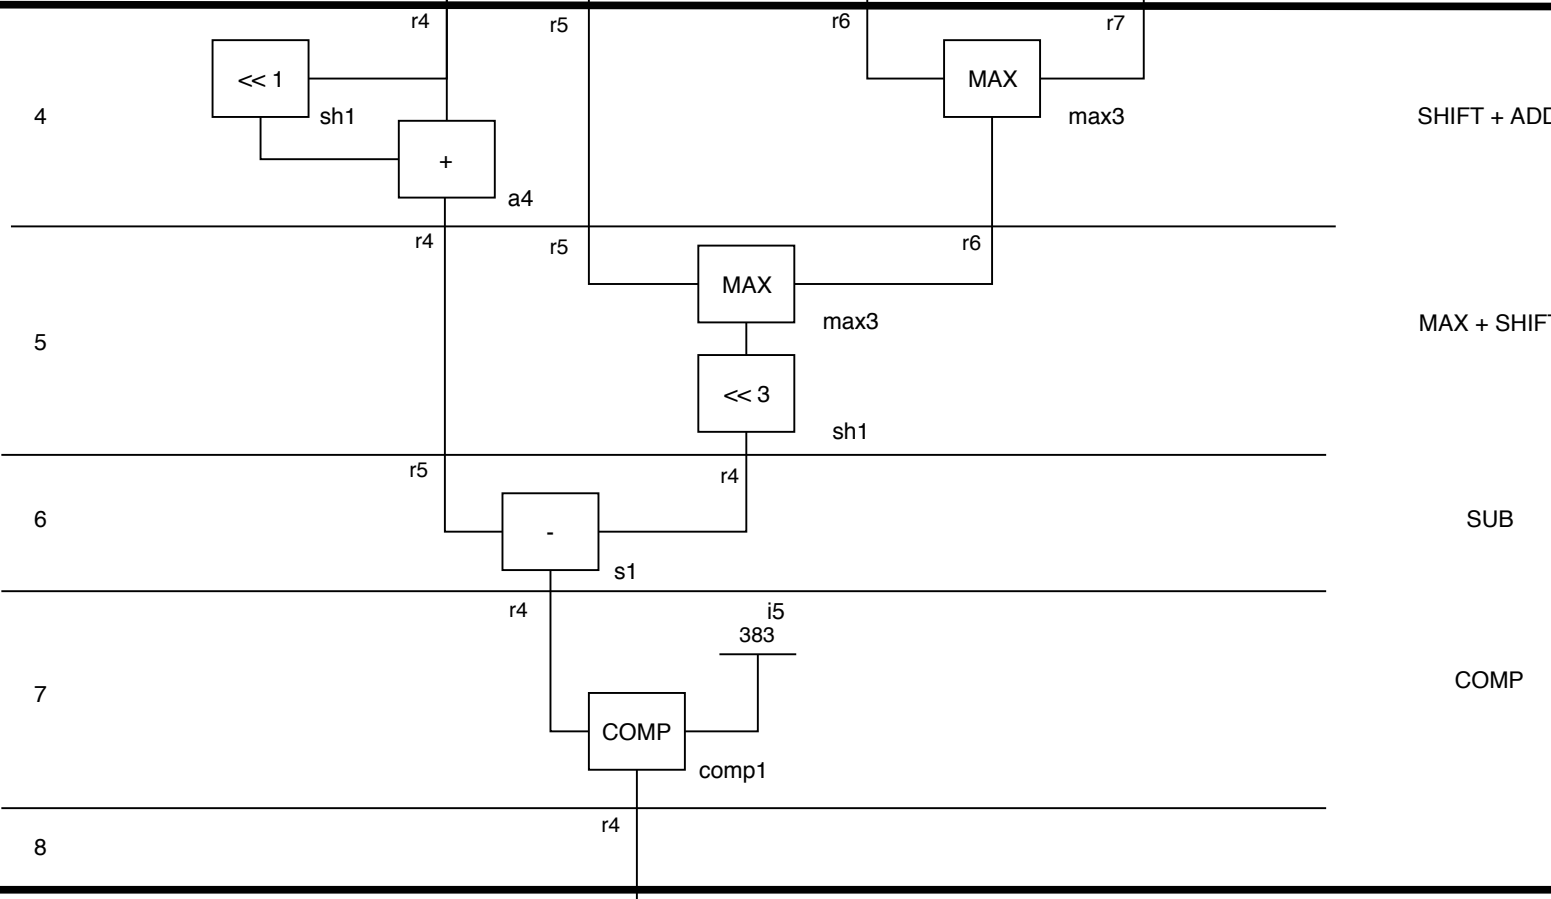 r4
r5
r6
r7
<< 1
MAX
4
sh1
max3
SHIFT + ADD
+
a4
r4
r5
r6
MAX
max3
MAX + SHIFT
5
<< 3
sh1
r5
r4
6
-
SUB
s1
r4
i5
383
7
COMP
COMP
comp1
r4
8